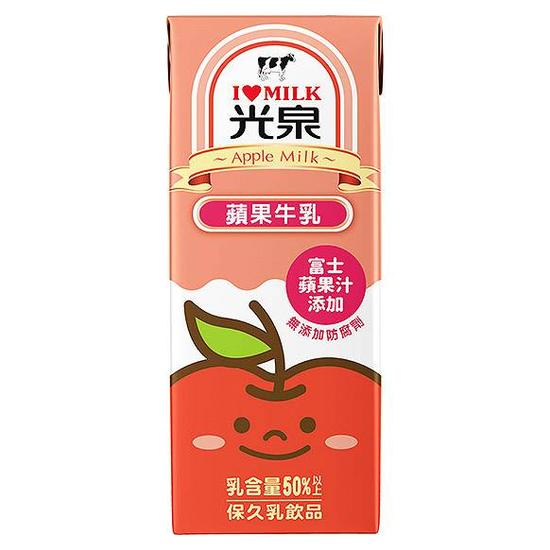 I♥MILK
光泉
~Apple Milk~
蘋果牛乳
富士
蘋果汁
添加
無添加防腐劑
乳含量50%以上
保久乳飲品